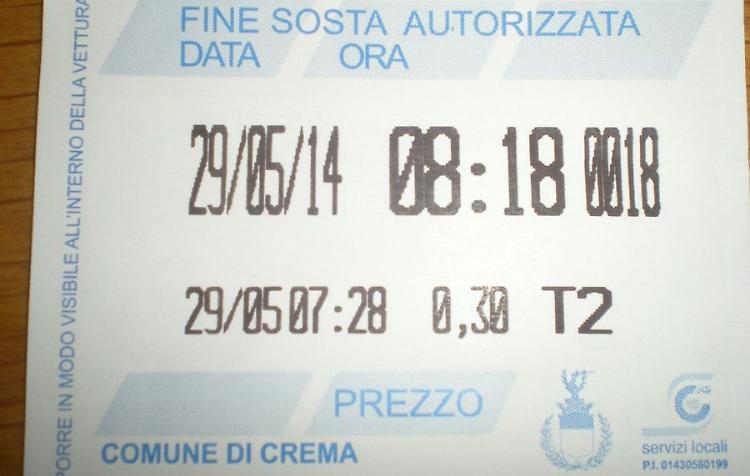 FINE SOSTA AUTORIZZATA
DATA ORA
29/05/14 08:18 0018
29/05 07:28 0,30 T2
PREZZO
COMUNE DI CREMA
servizi locali
P.I. 01430580199
PORRE IN MODO VISIBILE ALL'INTERNO DELLA VETTURA